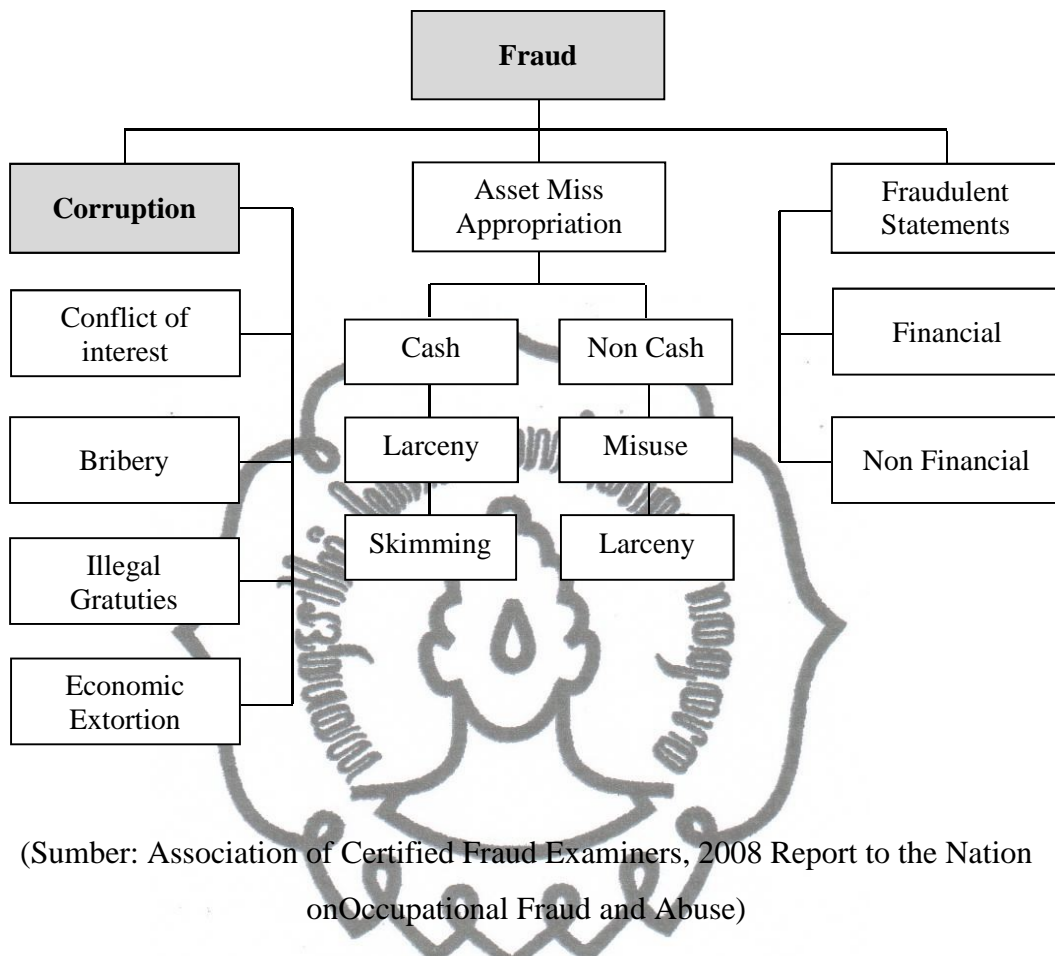 Fraud
Corruption
Asset Miss
Appropriation
Fraudulent
Statements
Conflict of
interest
Cash
Non Cash
Financial
Bribery
Larceny
Misuse
Non Financial
Illegal
Gratuties
Skimming
Larceny
Economic
Extortion
(Sumber: Association of Certified Fraud Examiners, 2008 Report to the Nation
onOccupational Fraud and Abuse)